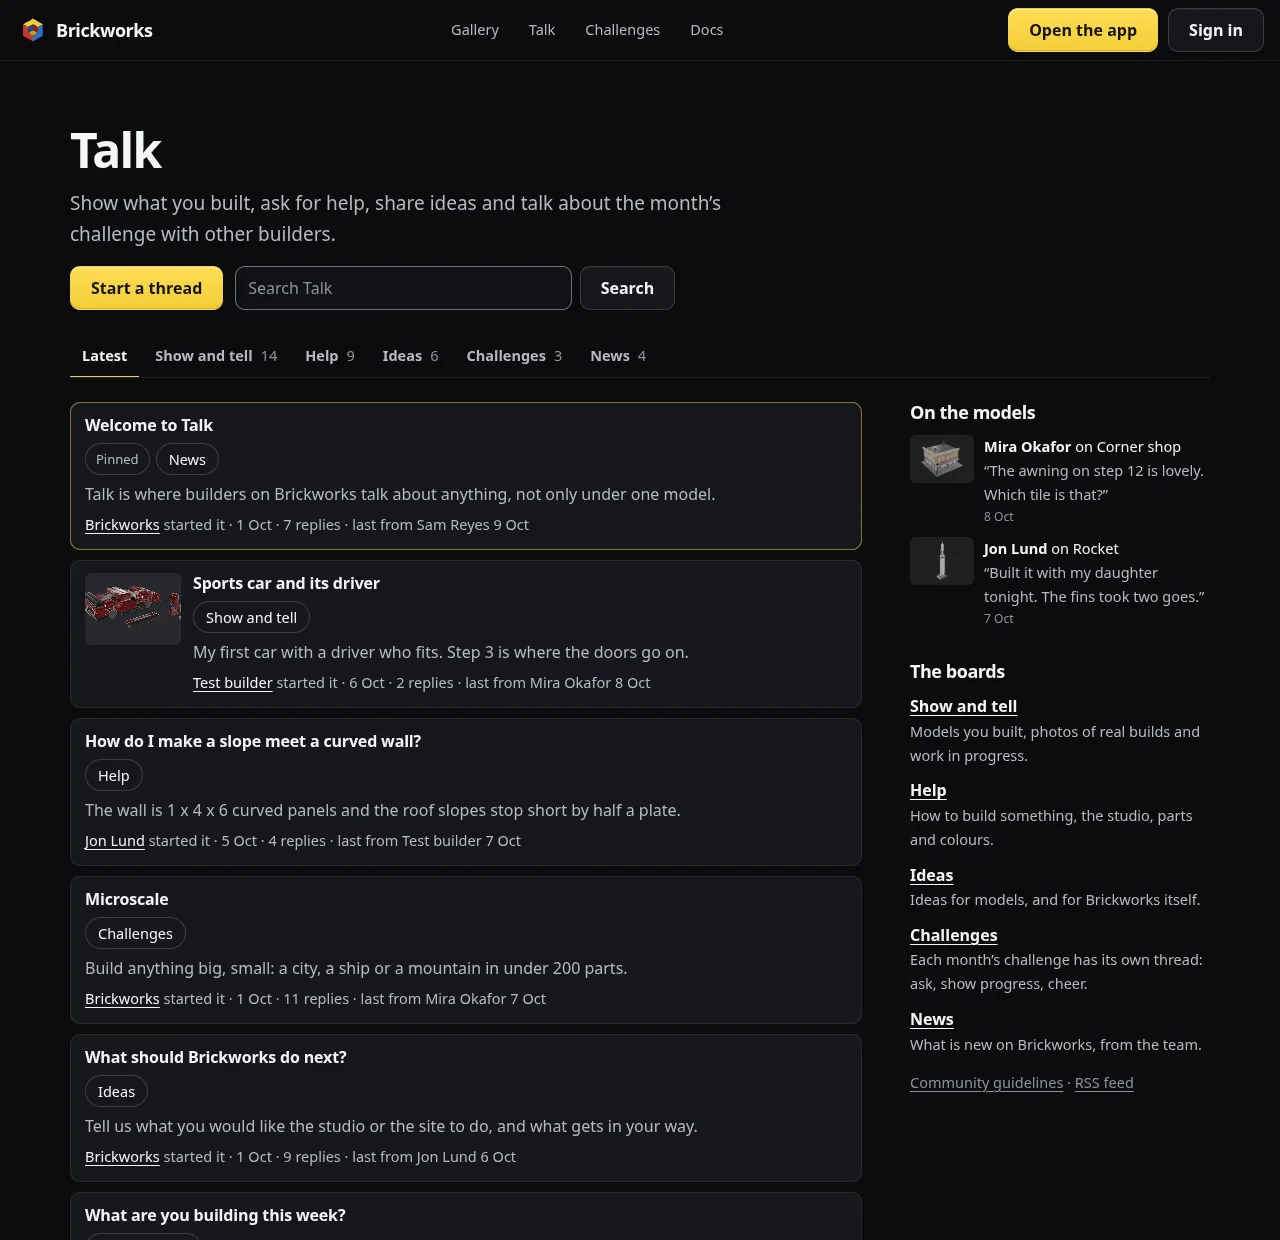 Brickworks
Gallery
Talk
Challenges
Docs
Open the app
Sign in
Talk
Show what you built, ask for help, share ideas and talk about the month’s
challenge with other builders.
Start a thread
Search Talk
Search
Latest
Show and tell 14
Help 9
Ideas 6
Challenges 3
News 4
Welcome to Talk
Pinned
News
Talk is where builders on Brickworks talk about anything, not only under one model.
Brickworks started it · 1 Oct · 7 replies · last from Sam Reyes 9 Oct
Sports car and its driver
Show and tell
My first car with a driver who fits. Step 3 is where the doors go on.
Test builder started it · 6 Oct · 2 replies · last from Mira Okafor 8 Oct
How do I make a slope meet a curved wall?
Help
The wall is 1 x 4 x 6 curved panels and the roof slopes stop short by half a plate.
Jon Lund started it · 5 Oct · 4 replies · last from Test builder 7 Oct
Microscale
Challenges
Build anything big, small: a city, a ship or a mountain in under 200 parts.
Brickworks started it · 1 Oct · 11 replies · last from Mira Okafor 7 Oct
What should Brickworks do next?
Ideas
Tell us what you would like the studio or the site to do, and what gets in your way.
Brickworks started it · 1 Oct · 9 replies · last from Jon Lund 6 Oct
What are you building this week?
On the models
Mira Okafor on Corner shop
“The awning on step 12 is lovely.
Which tile is that?”
8 Oct
Jon Lund on Rocket
“Built it with my daughter
tonight. The fins took two goes.”
7 Oct
The boards
Show and tell
Models you built, photos of real builds and
work in progress.
Help
How to build something, the studio, parts
and colours.
Ideas
Ideas for models, and for Brickworks itself.
Challenges
Each month’s challenge has its own thread:
ask, show progress, cheer.
News
What is new on Brickworks, from the team.
Community guidelines · RSS feed